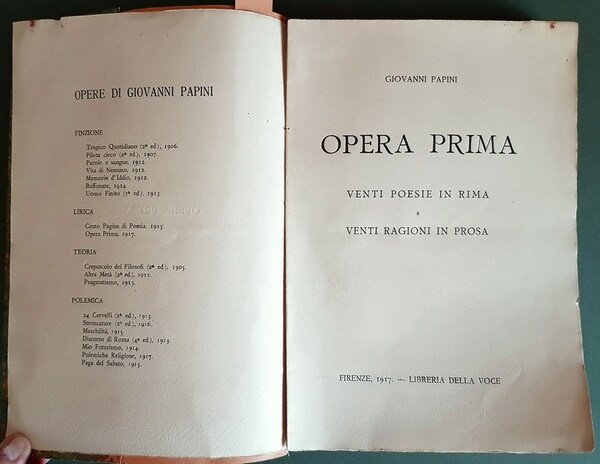 OPERE DI GIOVANNI PAPINI
FINZIONE
Tragico Quotidiano (2ª ed), 1906.
Pilota cieco (2ª ed.), 1907.
Parole e sangue, 1912.
Vita di Nessuno, 1912.
Memorie d'Iddio, 1912.
Buffonate, 1914
Uomo Finito (2ª ed.), 1913.
LIRICA
Cento Pagine di Poesia, 1915.
Opera Prima, 1917.
TEORIA
Crepuscolo dei Filosofi (2ª ed.), 1905
Altra Metà (2ª ed.), 1911.
Pragmatismo, 1913.
POLEMICA
24 Cervelli (2ª ed.), 1913.
Stroncature (2ª ed.), 1916.
Maschilità, 1915.
Discorso di Roma (4ª ed.), 1913.
Mio Futurismo, 1914.
Polemiche Religiose, 1917.
Paga del Sabato, 1915.
GIOVANNI PAPINI
OPERA PRIMA
VENTI POESIE IN RIMA
E
VENTI RAGIONI IN PROSA
FIRENZE, 1917. — LIBRERIA DELLA VOCE